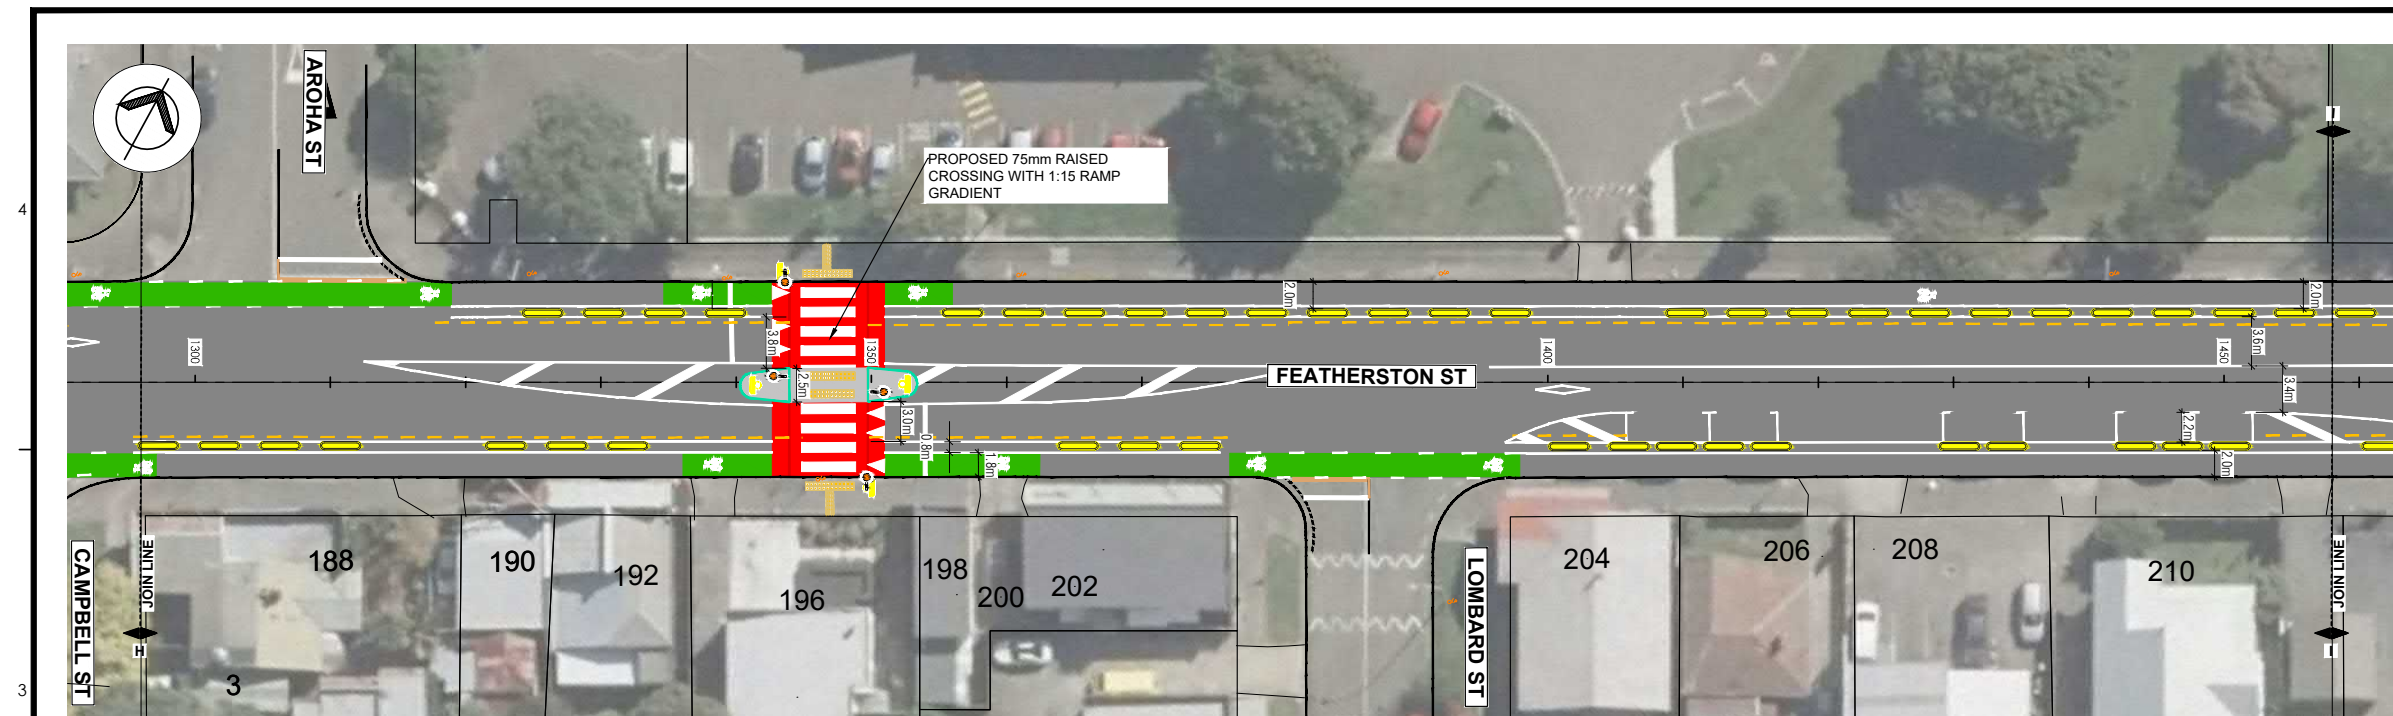 AROHA ST
PROPOSED 75mm RAISED
CROSSING WITH 1:15 RAMP
GRADIENT
4
2.0m
2.0m
1300
3.8m
1350
1400
1450
3.6m
FEATHERSTON ST
2.5m
3.4m
3.0m
2.2m
0.8m
1.8m
2.0m
CAMPBELL ST
JOIN LINE
H
188
190
192
196
198
200
202
LOMBARD ST
204
206
208
210
JOIN LINE
3
3